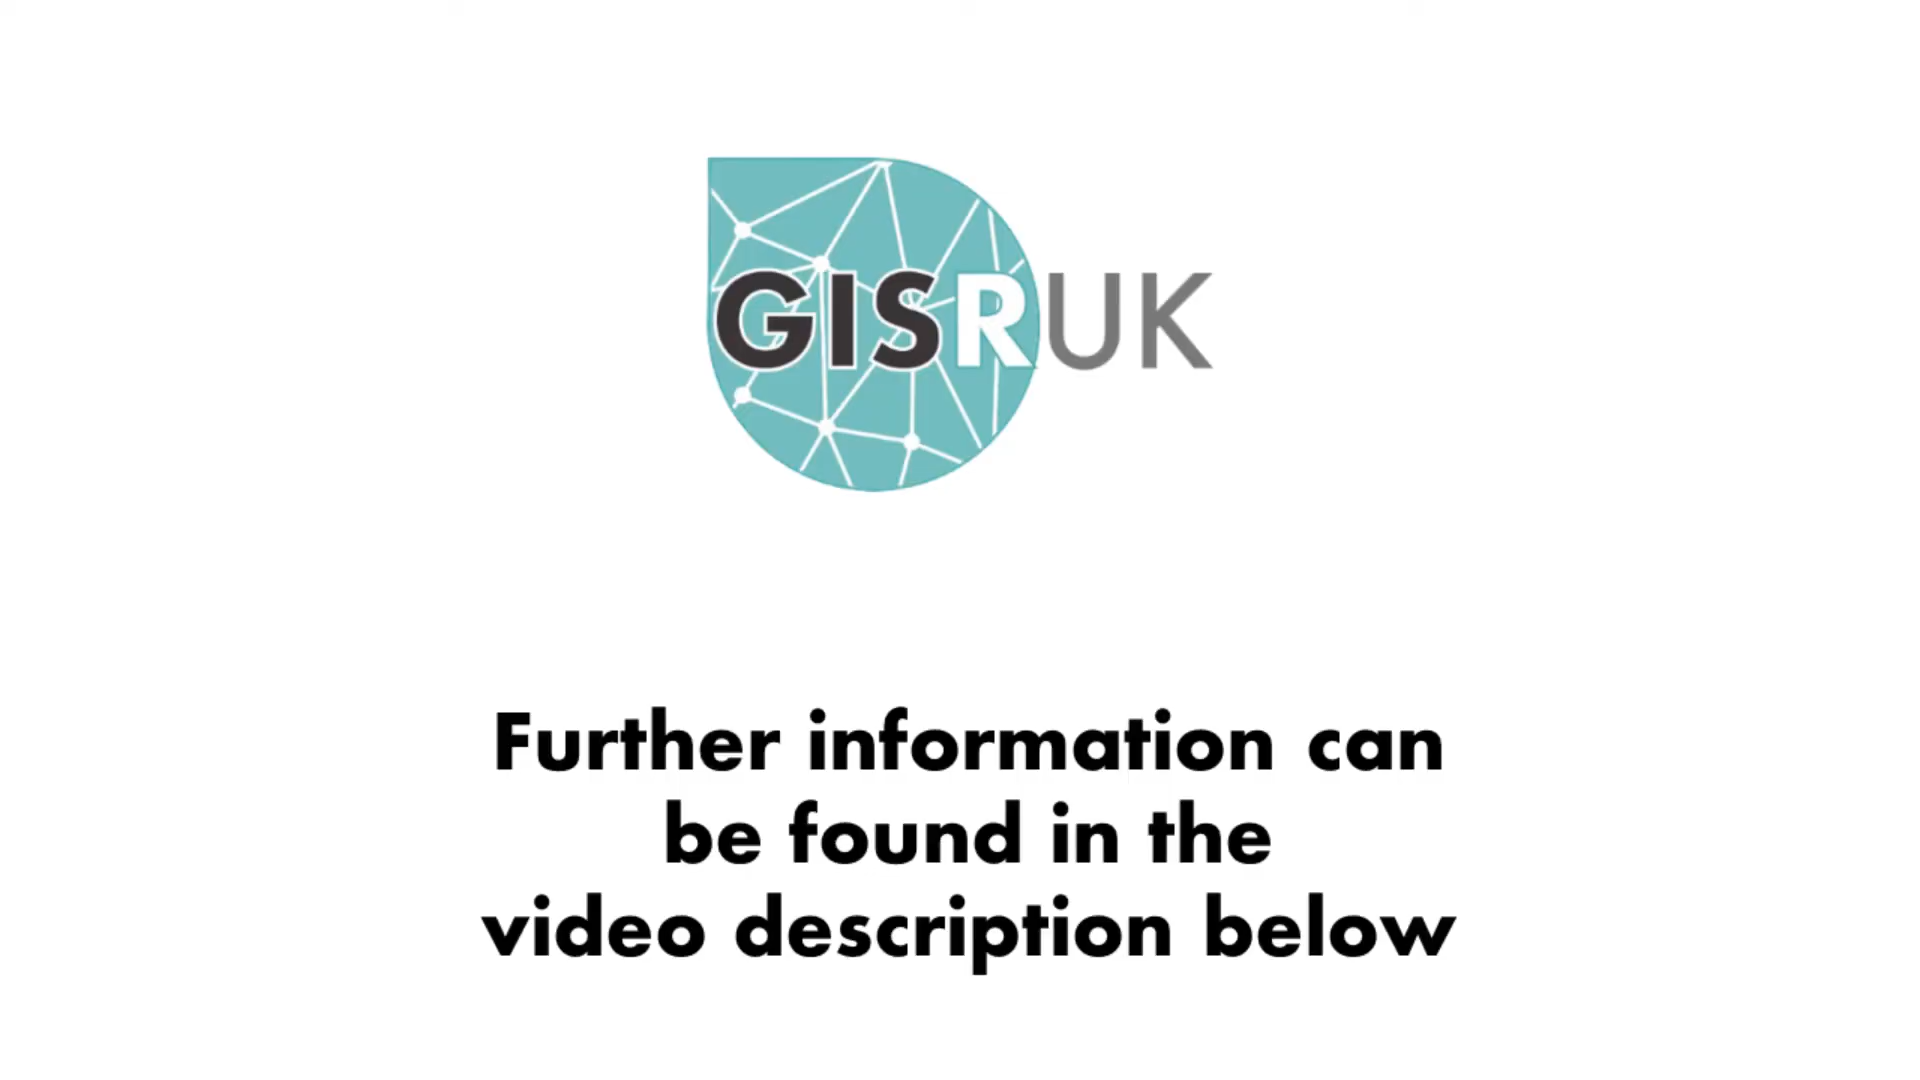 GISRUK
Further information can
be found in the
video description below